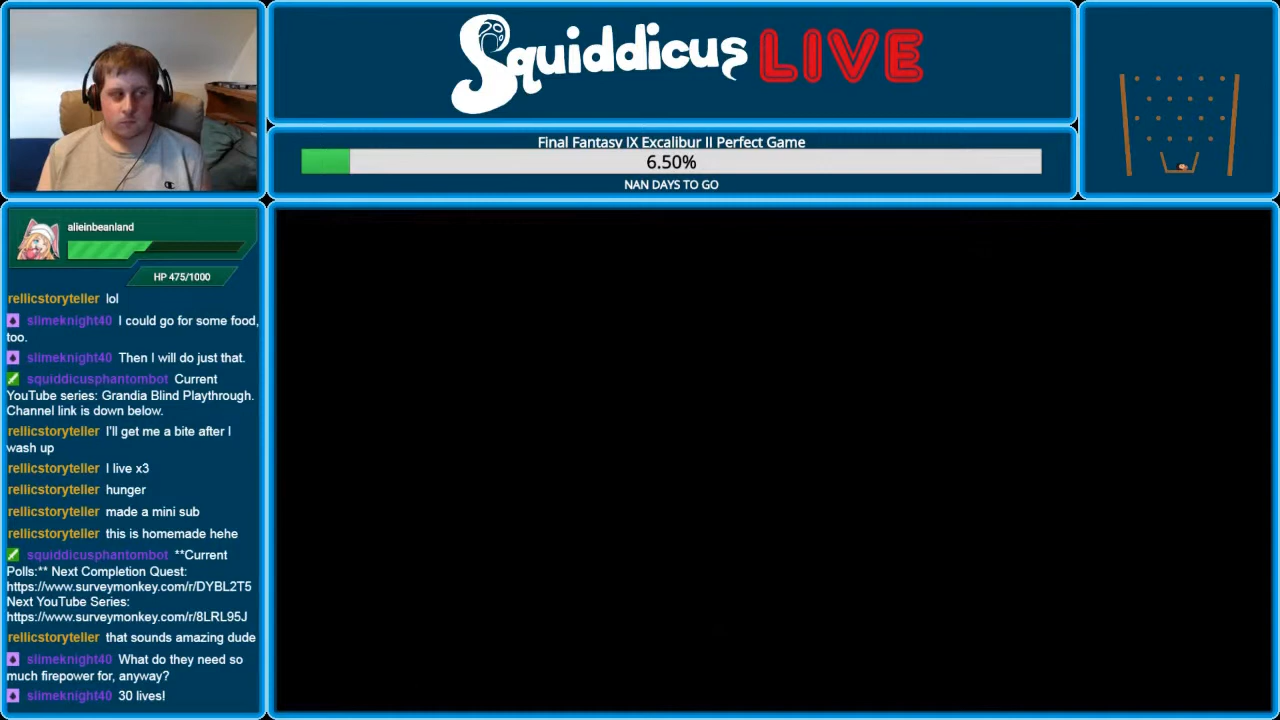 Squiddicus LIVE
Final Fantasy IX Excalibur II Perfect Game
6.50%
NAN DAYS TO GO
alieinbeanland
HP 475/1000
rellicstoryteller lol
slimeknight40 I could go for some food,
too.
slimeknight40 Then I will do just that.
squiddicusphantombot Current
YouTube series: Grandia Blind Playthrough.
Channel link is down below.
rellicstoryteller I'll get me a bite after I
wash up
rellicstoryteller I live x3
rellicstoryteller hunger
rellicstoryteller made a mini sub
rellicstoryteller this is homemade hehe
squiddicusphantombot **Current
Polls:** Next Completion Quest:
https://www.surveymonkey.com/r/DYBL2T5
Next YouTube Series:
https://www.surveymonkey.com/r/8LRL95J
rellicstoryteller that sounds amazing dude
slimeknight40 What do they need so
much firepower for, anyway?
slimeknight40 30 lives!